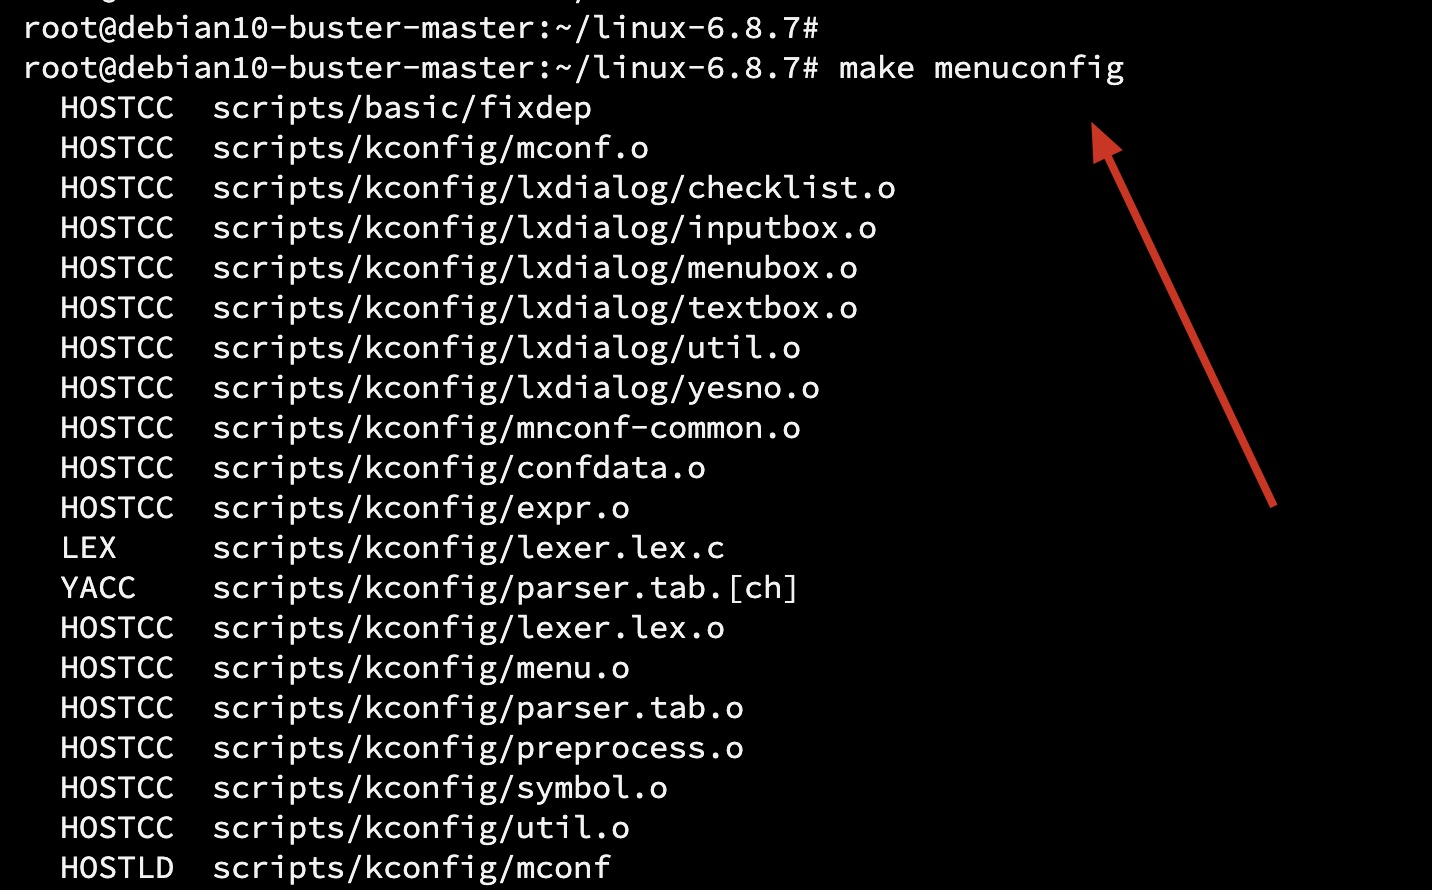 root@debian10-buster-master:~/linux-6.8.7#
root@debian10-buster-master:~/linux-6.8.7# make menuconfig
  HOSTCC  scripts/basic/fixdep
  HOSTCC  scripts/kconfig/mconf.o
  HOSTCC  scripts/kconfig/lxdialog/checklist.o
  HOSTCC  scripts/kconfig/lxdialog/inputbox.o
  HOSTCC  scripts/kconfig/lxdialog/menubox.o
  HOSTCC  scripts/kconfig/lxdialog/textbox.o
  HOSTCC  scripts/kconfig/lxdialog/util.o
  HOSTCC  scripts/kconfig/lxdialog/yesno.o
  HOSTCC  scripts/kconfig/mnconf-common.o
  HOSTCC  scripts/kconfig/confdata.o
  HOSTCC  scripts/kconfig/expr.o
  LEX     scripts/kconfig/lexer.lex.c
  YACC    scripts/kconfig/parser.tab.[ch]
  HOSTCC  scripts/kconfig/lexer.lex.o
  HOSTCC  scripts/kconfig/menu.o
  HOSTCC  scripts/kconfig/parser.tab.o
  HOSTCC  scripts/kconfig/preprocess.o
  HOSTCC  scripts/kconfig/symbol.o
  HOSTCC  scripts/kconfig/util.o
  HOSTLD  scripts/kconfig/mconf